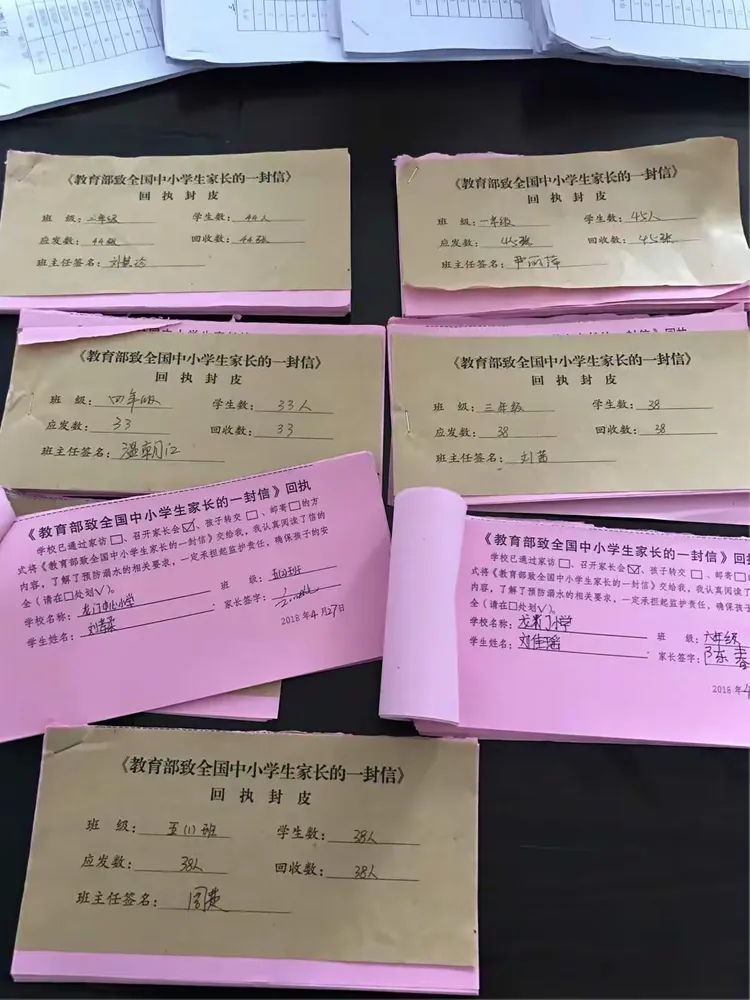 《教育部致全国中小学生家长的一封信》
回 执 封 皮
班 级：二年级 学生数：44人
应发数：44张 回收数：44张
班主任签名：
《教育部致全国中小学生家长的一封信》
回 执 封 皮
班 级：一年级 学生数：45人
应发数：45张 回收数：45张
班主任签名：尹丽萍
《教育部致全国中小学生家长的一封信》
回 执 封 皮
班 级：四年级 学生数：33人
应发数：33 回收数：33
班主任签名：温朝江
《教育部致全国中小学生家长的一封信》
回 执 封 皮
班 级：三年级 学生数：38
应发数：38 回收数：38
班主任签名：刘茜
《教育部致全国中小学生家长的一封信》回执
学校已通过家访□、召开家长会☑、孩子转交□、邮寄□的方
式将《教育部致全国中小学生家长的一封信》交给我，我认真阅读了信的
内容，了解了预防溺水的相关要求，一定承担起监护责任，确保孩子的安
全（请在□处划√）。
学校名称：龙门中心小学 班 级：
学生姓名： 家长签字：
2018年4月27日
《教育部致全国中小学生家长的一封信》回
学校已通过家访□、召开家长会☑、孩子转交□、邮寄
式将《教育部致全国中小学生家长的一封信》交给我，我认真阅读了
内容，了解了预防溺水的相关要求，一定承担起监护责任，确保孩
全（请在□处划√）。
学校名称： 班 级：六年级
学生姓名：刘佳瑶 家长签字：
2018年4
《教育部致全国中小学生家长的一封信》
回 执 封 皮
班 级：五(1)班 学生数：38人
应发数：38人 回收数：38人
班主任签名：